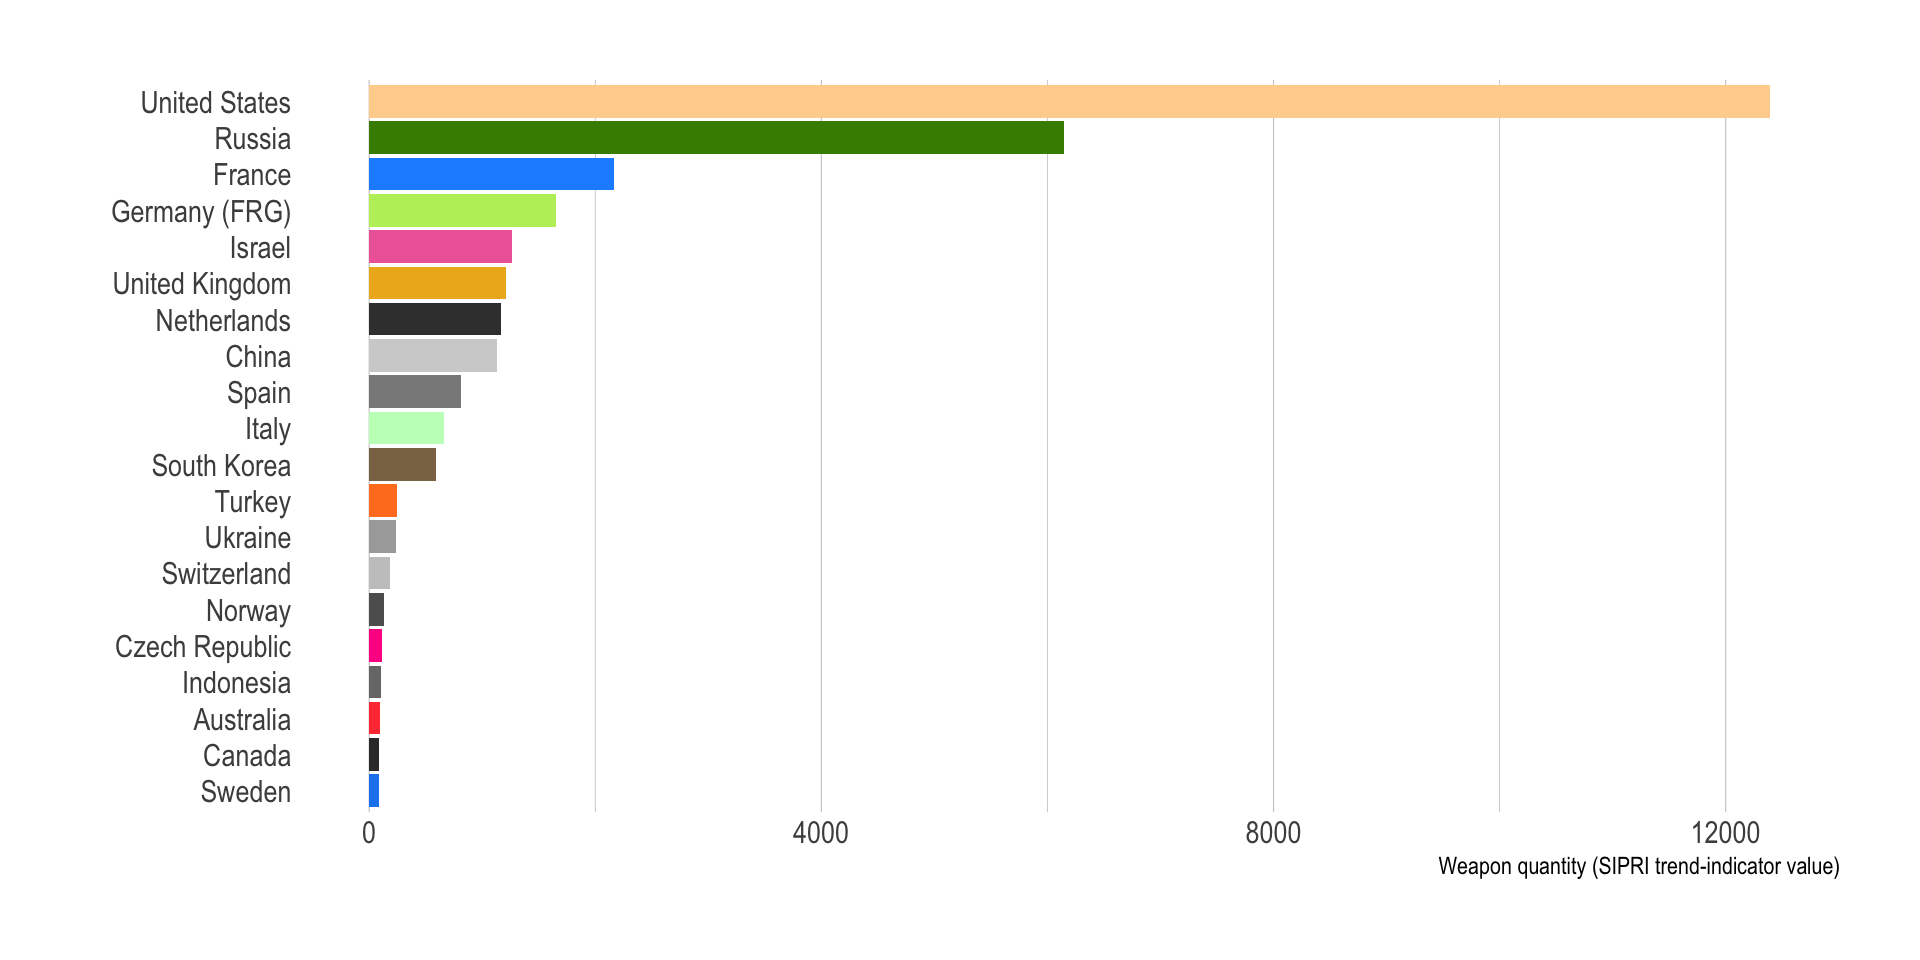 United States
Russia
France
Germany (FRG)
Israel
United Kingdom
Netherlands
China
Spain
Italy
South Korea
Turkey
Ukraine
Switzerland
Norway
Czech Republic
Indonesia
Australia
Canada
Sweden
0 4000 8000 12000
Weapon quantity (SIPRI trend-indicator value)